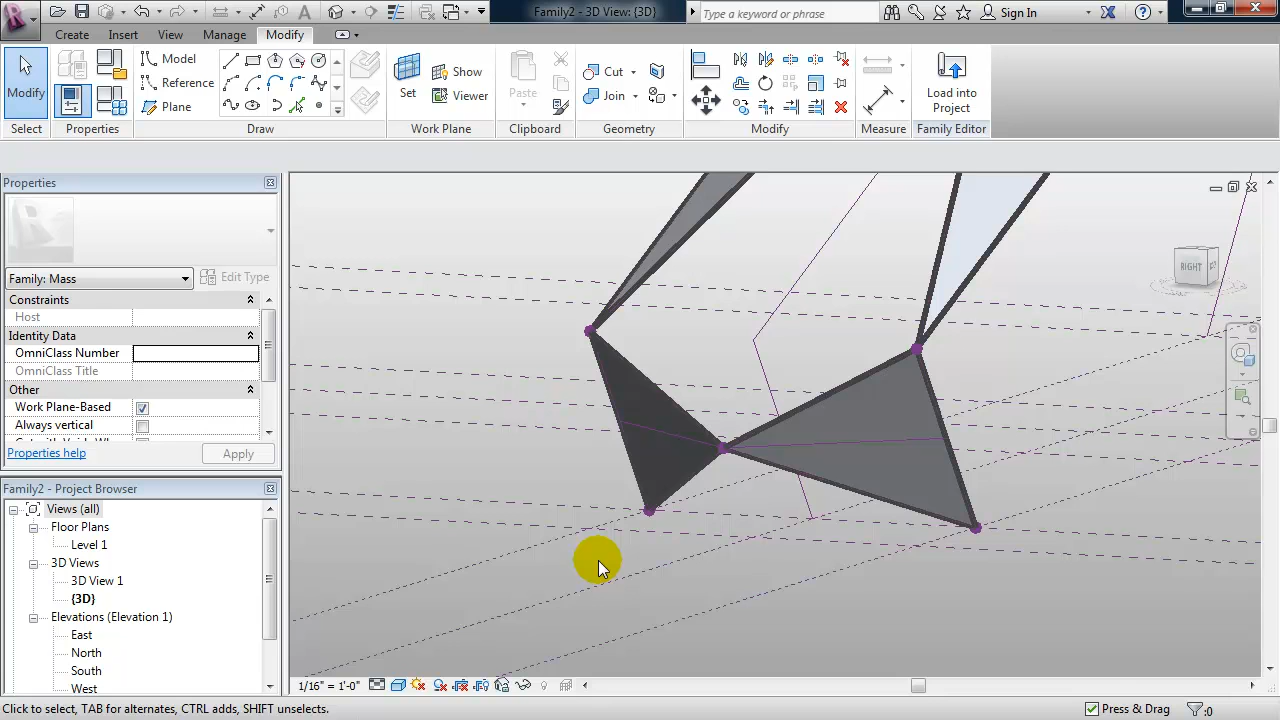 Family2 - 3D View: {3D}
Type a keyword or phrase
Sign In
Create
Insert
View
Manage
Modify
Modify
Model
Reference
Plane
Set
Show
Viewer
Paste
Cut
Join
Load into
Project
Select
Properties
Draw
Work Plane
Clipboard
Geometry
Modify
Measure
Family Editor
Properties
Family: Mass
Edit Type
Constraints
Host
Identity Data
OmniClass Number
OmniClass Title
Other
Work Plane-Based
Always vertical
Properties help
Apply
Family2 - Project Browser
Views (all)
Floor Plans
Level 1
3D Views
3D View 1
{3D}
Elevations (Elevation 1)
East
North
South
West
RIGHT
1/16" = 1'-0"
Click to select, TAB for alternates, CTRL adds, SHIFT unselects.
Press & Drag
:0